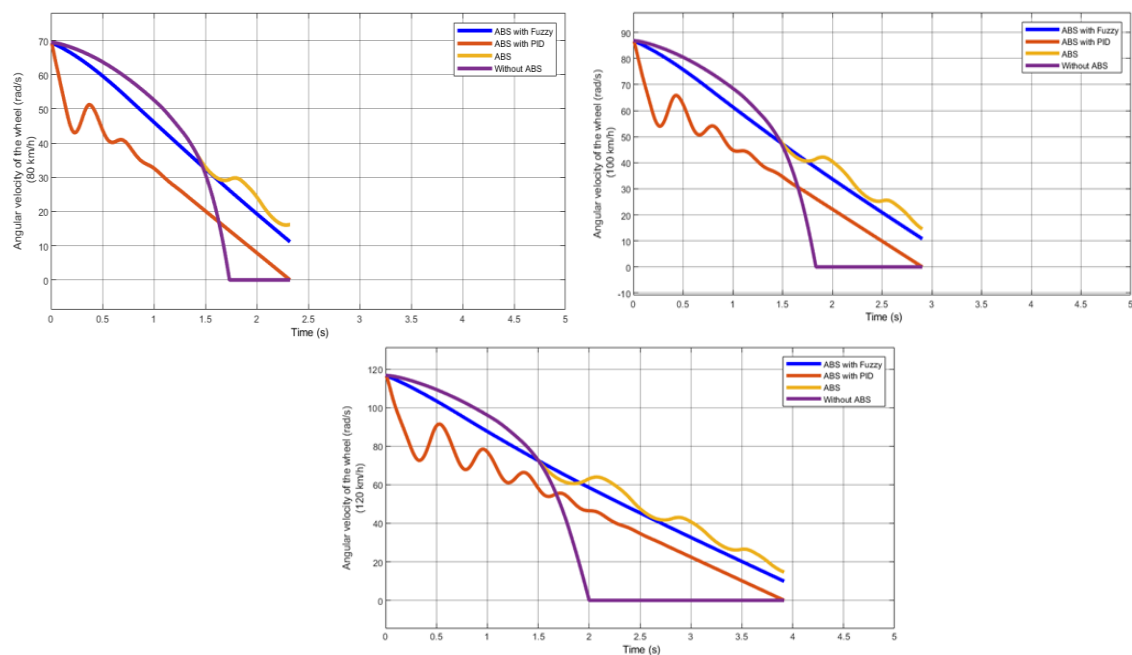 70
60
50
40
30
20
10
0
Angular velocity of the wheel (rad/s)
(80 km/h)
0 0.5 1 1.5 2 2.5 3 3.5 4 4.5 5
Time (s)
ABS with Fuzzy
ABS with PID
ABS
Without ABS
90
80
70
60
50
40
30
20
10
0
-10
Angular velocity of the wheel (rad/s)
(100 km/h)
0 0.5 1 1.5 2 2.5 3 3.5 4 4.5 5
Time (s)
ABS with Fuzzy
ABS with PID
ABS
Without ABS
120
100
80
60
40
20
0
Angular velocity of the wheel (rad/s)
(120 km/h)
0 0.5 1 1.5 2 2.5 3 3.5 4 4.5 5
Time (s)
ABS with Fuzzy
ABS with PID
ABS
Without ABS